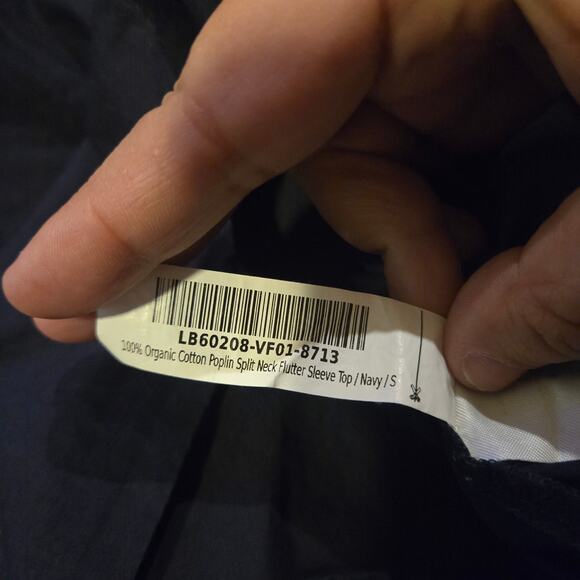 LB60208-VF01-8713
100% Organic Cotton Poplin Split Neck Flutter Sleeve Top / Navy / S